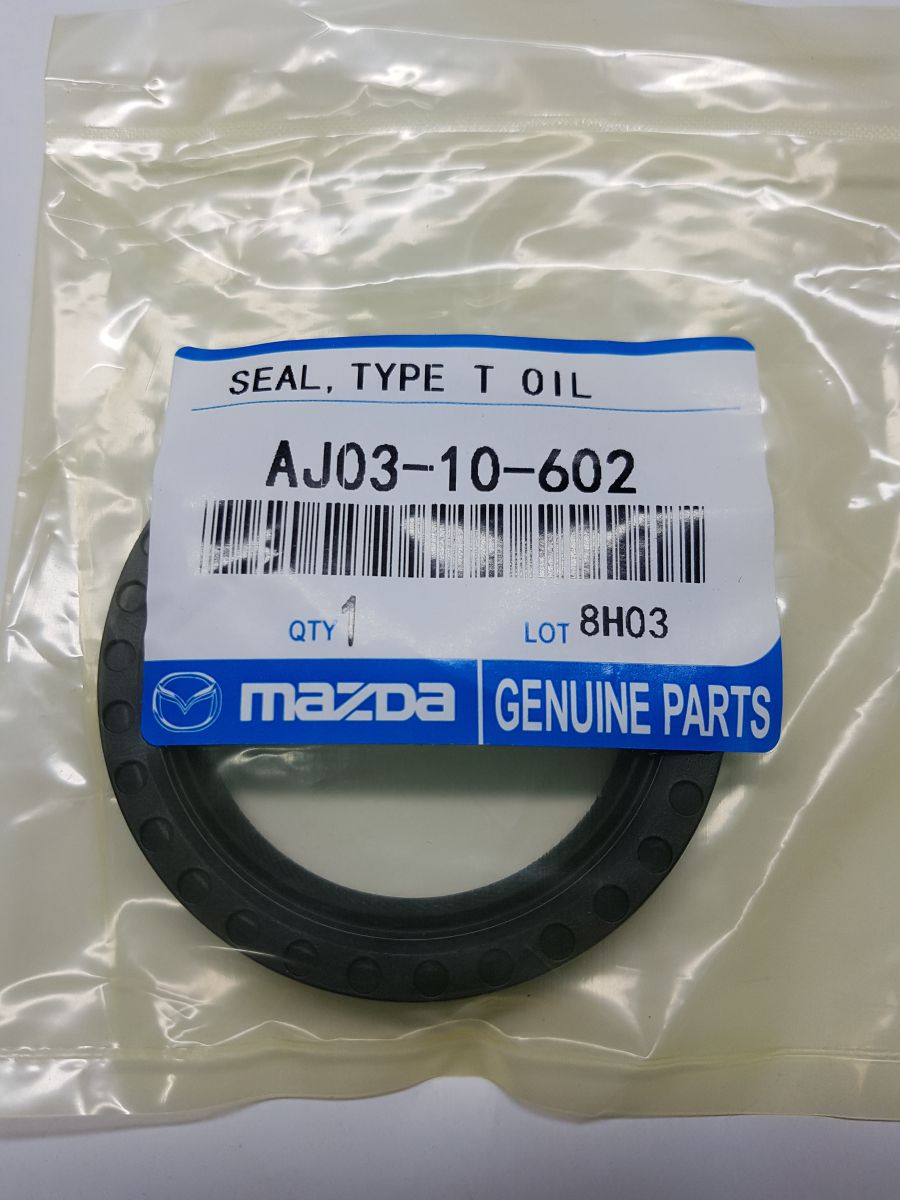 SEAL, TYPE T OIL
AJ03-10-602
QTY 1 LOT 8H03
mazda GENUINE PARTS